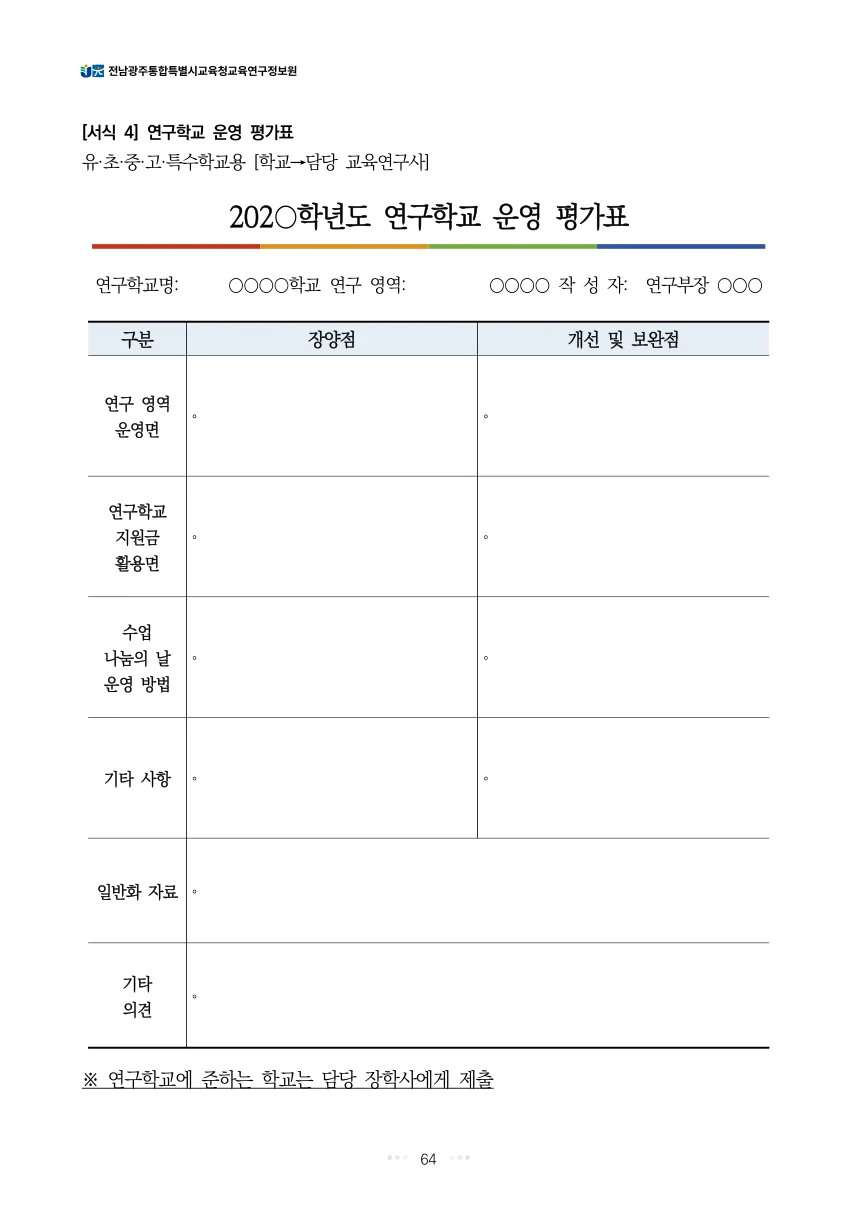 전남광주통합특별시교육청교육연구정보원
[서식 4] 연구학교 운영 평가표
유·초·중·고·특수학교용 [학교→담당 교육연구사]
202○학년도 연구학교 운영 평가표
연구학교명: ○○○○학교 연구 영역: ○○○○ 작 성 자: 연구부장 ○○○
구분 장양점 개선 및 보완점
연구 영역
운영면
◦ ◦
연구학교
지원금
활용면
◦ ◦
수업
나눔의 날
운영 방법
◦ ◦
기타 사항 ◦ ◦
일반화 자료 ◦
기타
의견
◦
※ 연구학교에 준하는 학교는 담당 장학사에게 제출
64